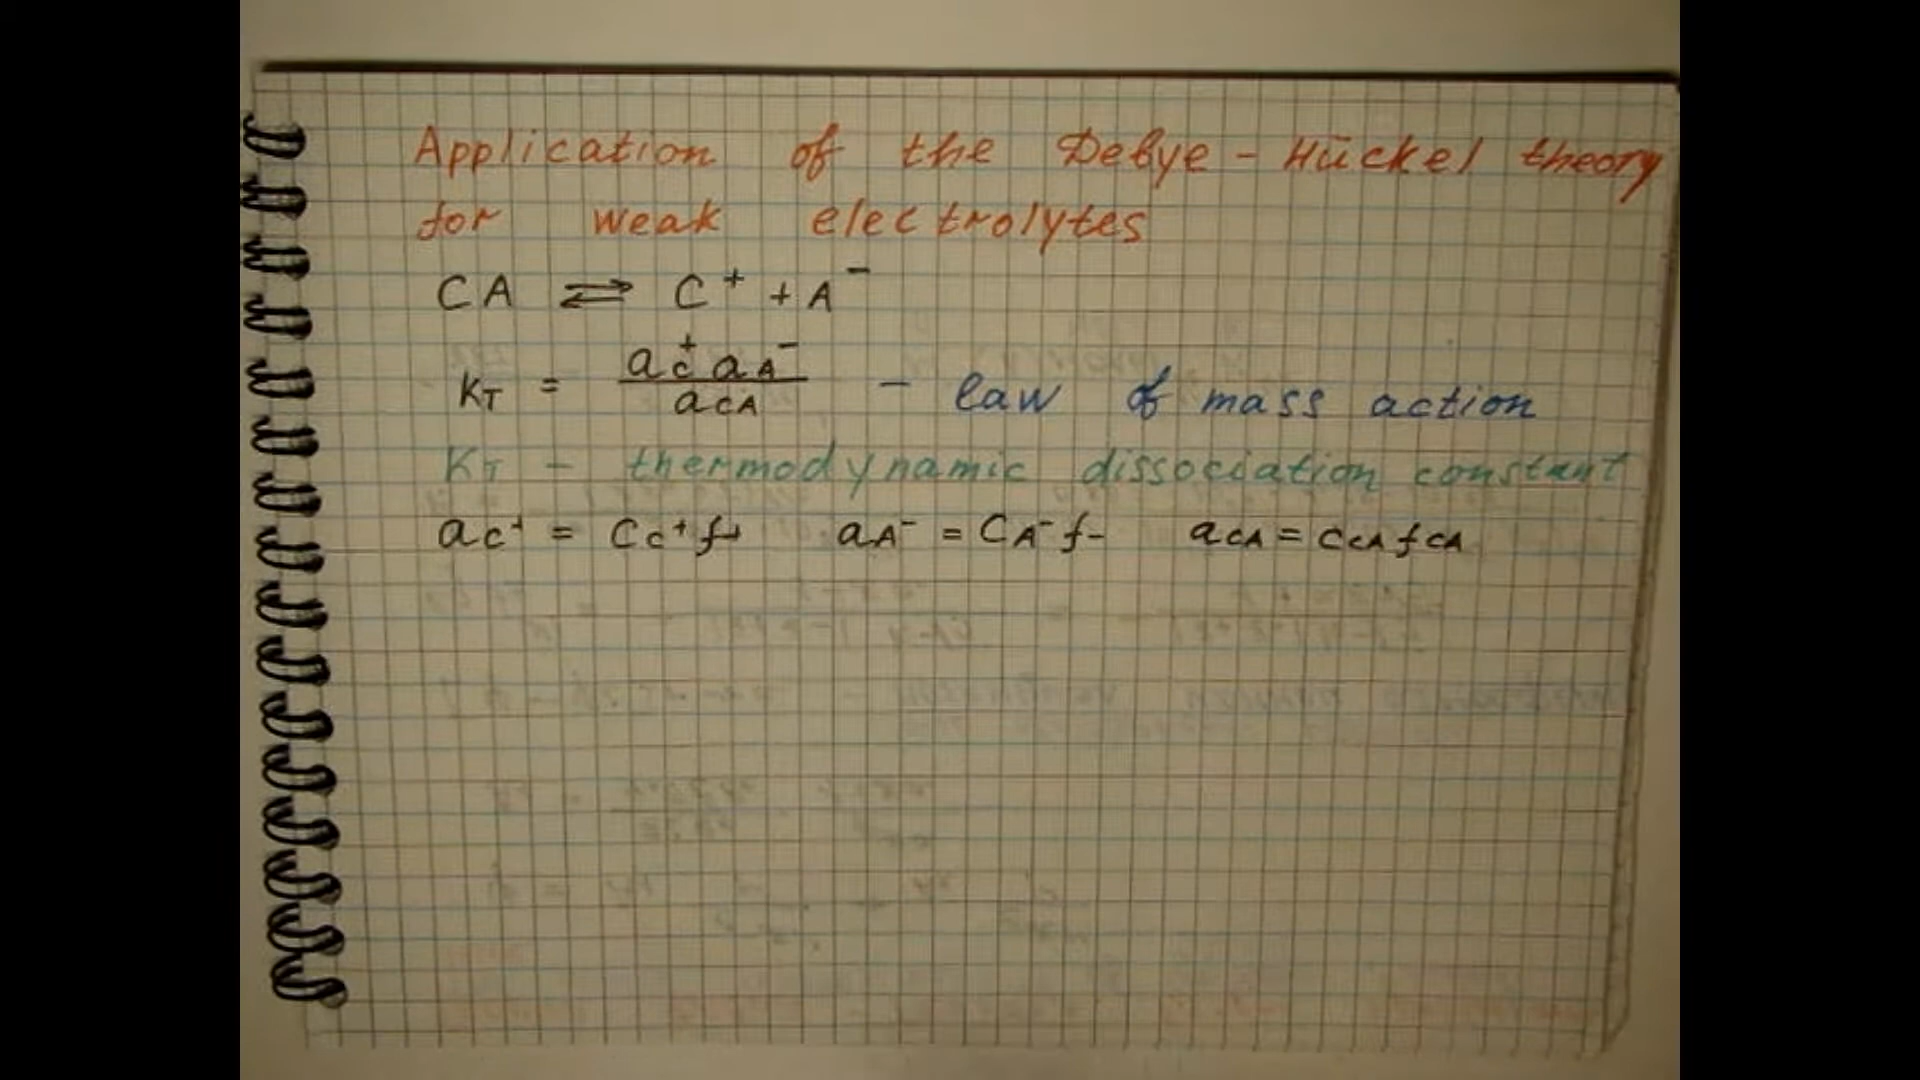 Application of the Debye - Hückel theory
for weak electrolytes
CA ⇌ C⁺ + A⁻
K_T = a_C⁺ a_A⁻ / a_CA - law of mass action
K_T - thermodynamic dissociation constant
a_C⁺ = C_C⁺ f₊ a_A⁻ = C_A⁻ f₋ a_CA = C_CA f_CA